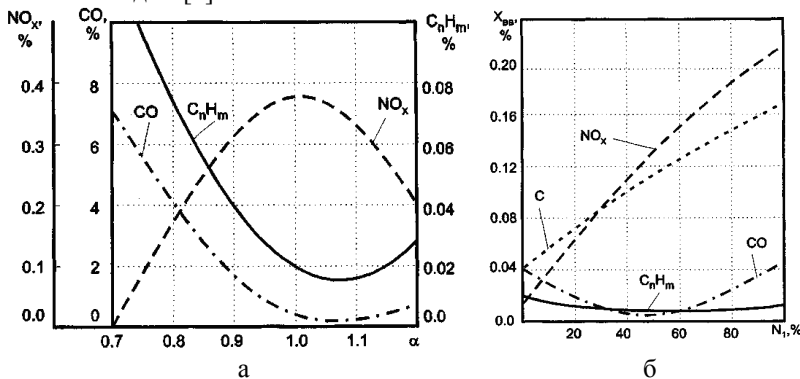 NOₓ, % CO, % CₙHₘ, %
0.4 8 0.08
0.3 6 0.06
0.2 4 0.04
0.1 2 0.02
0.0 0 0.0
0.7 0.8 0.9 1.0 1.1 α
CO
CₙHₘ
NOₓ
а
Xвв, %
0.20
0.16
0.12
0.08
0.04
0.0
20 40 60 80 N₁,%
NOₓ
C
CO
CₙHₘ
б